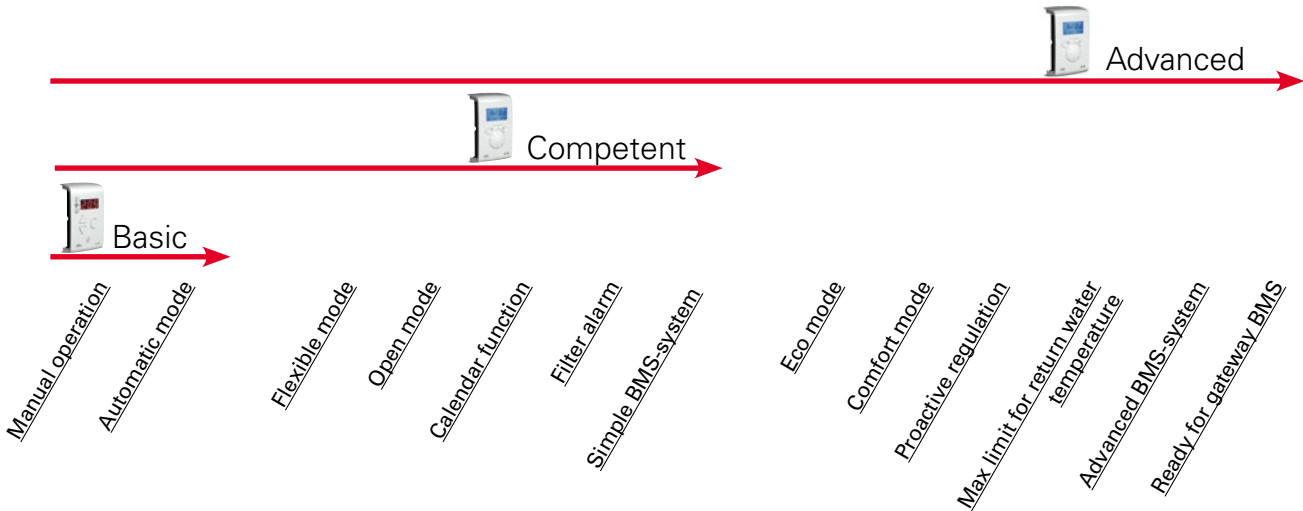 Advanced
Competent
Basic
Manual operation
Automatic mode
Flexible mode
Open mode
Calendar function
Filter alarm
Simple BMS-system
Eco mode
Comfort mode
Proactive regulation
Max limit for return water
temperature
Advanced BMS-system
Ready for gateway BMS